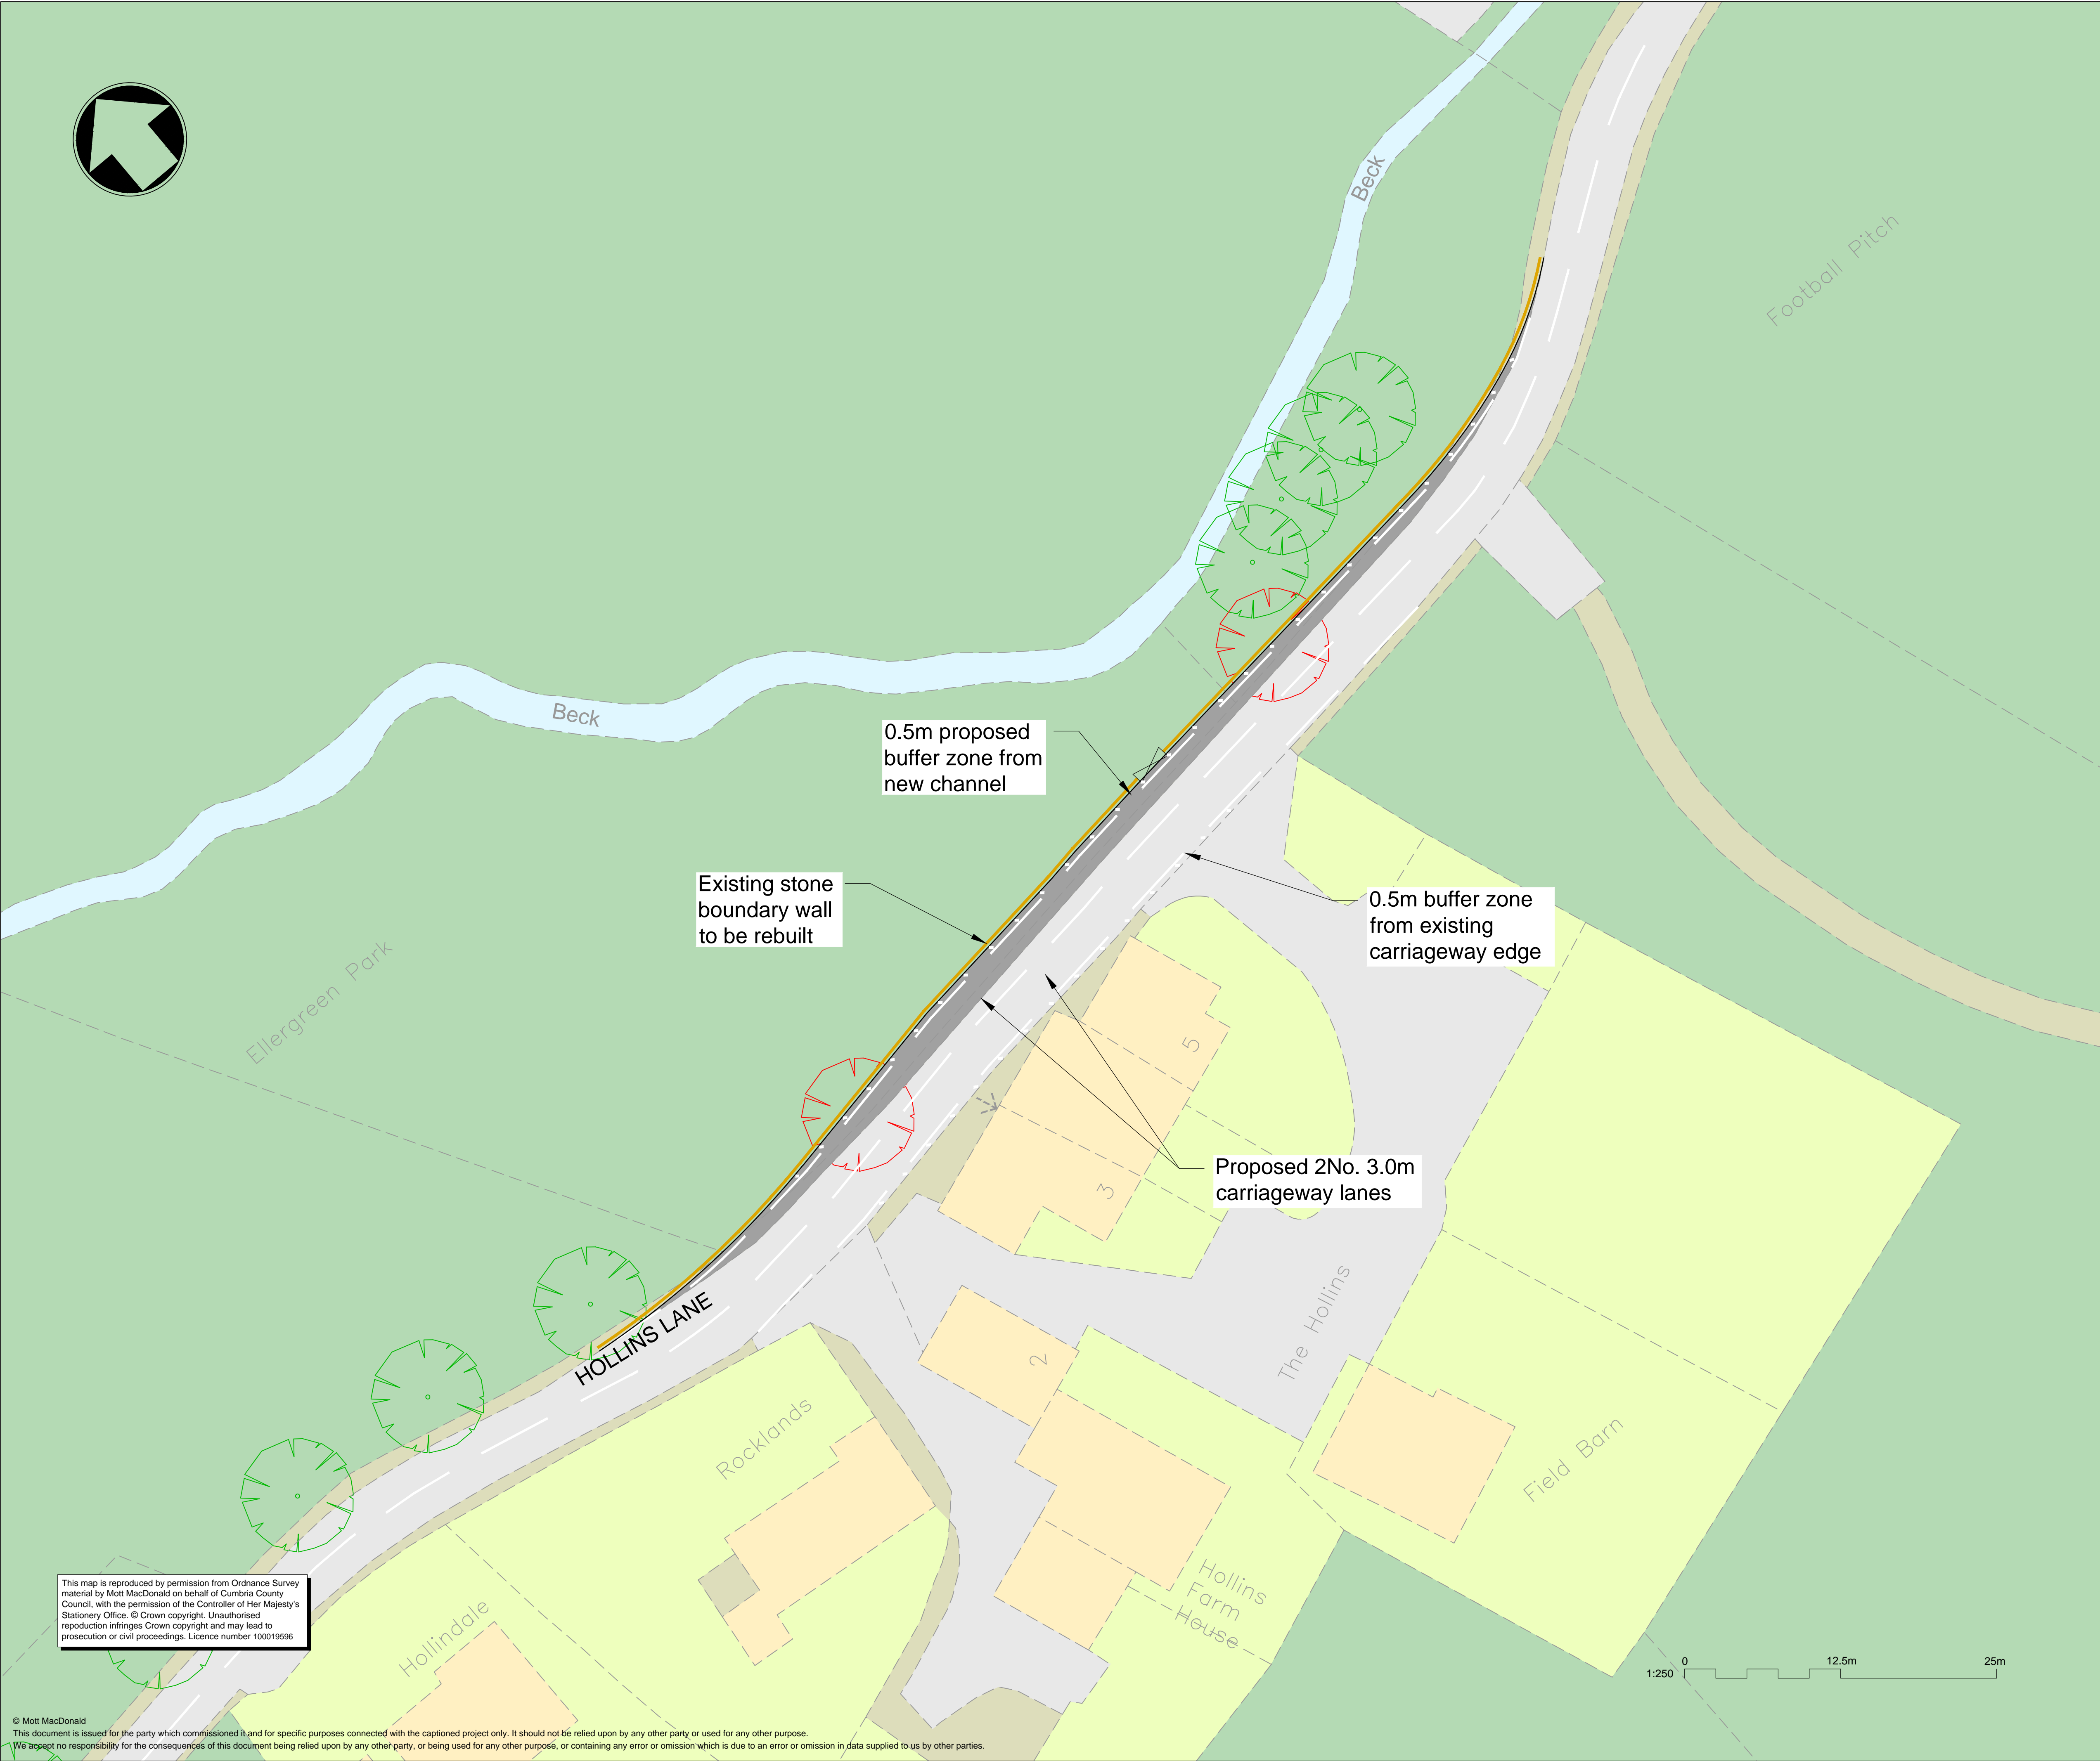 Beck
Football Pitch
Beck
0.5m proposed
buffer zone from
new channel
Existing stone
boundary wall
to be rebuilt
0.5m buffer zone
from existing
carriageway edge
Ellergreen Park
5
3
Proposed 2No. 3.0m
carriageway lanes
HOLLINS LANE
The Hollins
2
Rocklands
Field Barn
Hollins
Farm
House
Hollindale
This map is reproduced by permission from Ordnance Survey
material by Mott MacDonald on behalf of Cumbria County
Council, with the permission of the Controller of Her Majesty's
Stationery Office. © Crown copyright. Unauthorised
reproduction infringes Crown copyright and may lead to
prosecution or civil proceedings. Licence number 100019596
1:250
0
12.5m
25m
© Mott MacDonald
This document is issued for the party which commissioned it and for specific purposes connected with the captioned project only. It should not be relied upon by any other party or used for any other purpose.
We accept no responsibility for the consequences of this document being relied upon by any other party, or being used for any other purpose, or containing any error or omission which is due to an error or omission in data supplied to us by other parties.